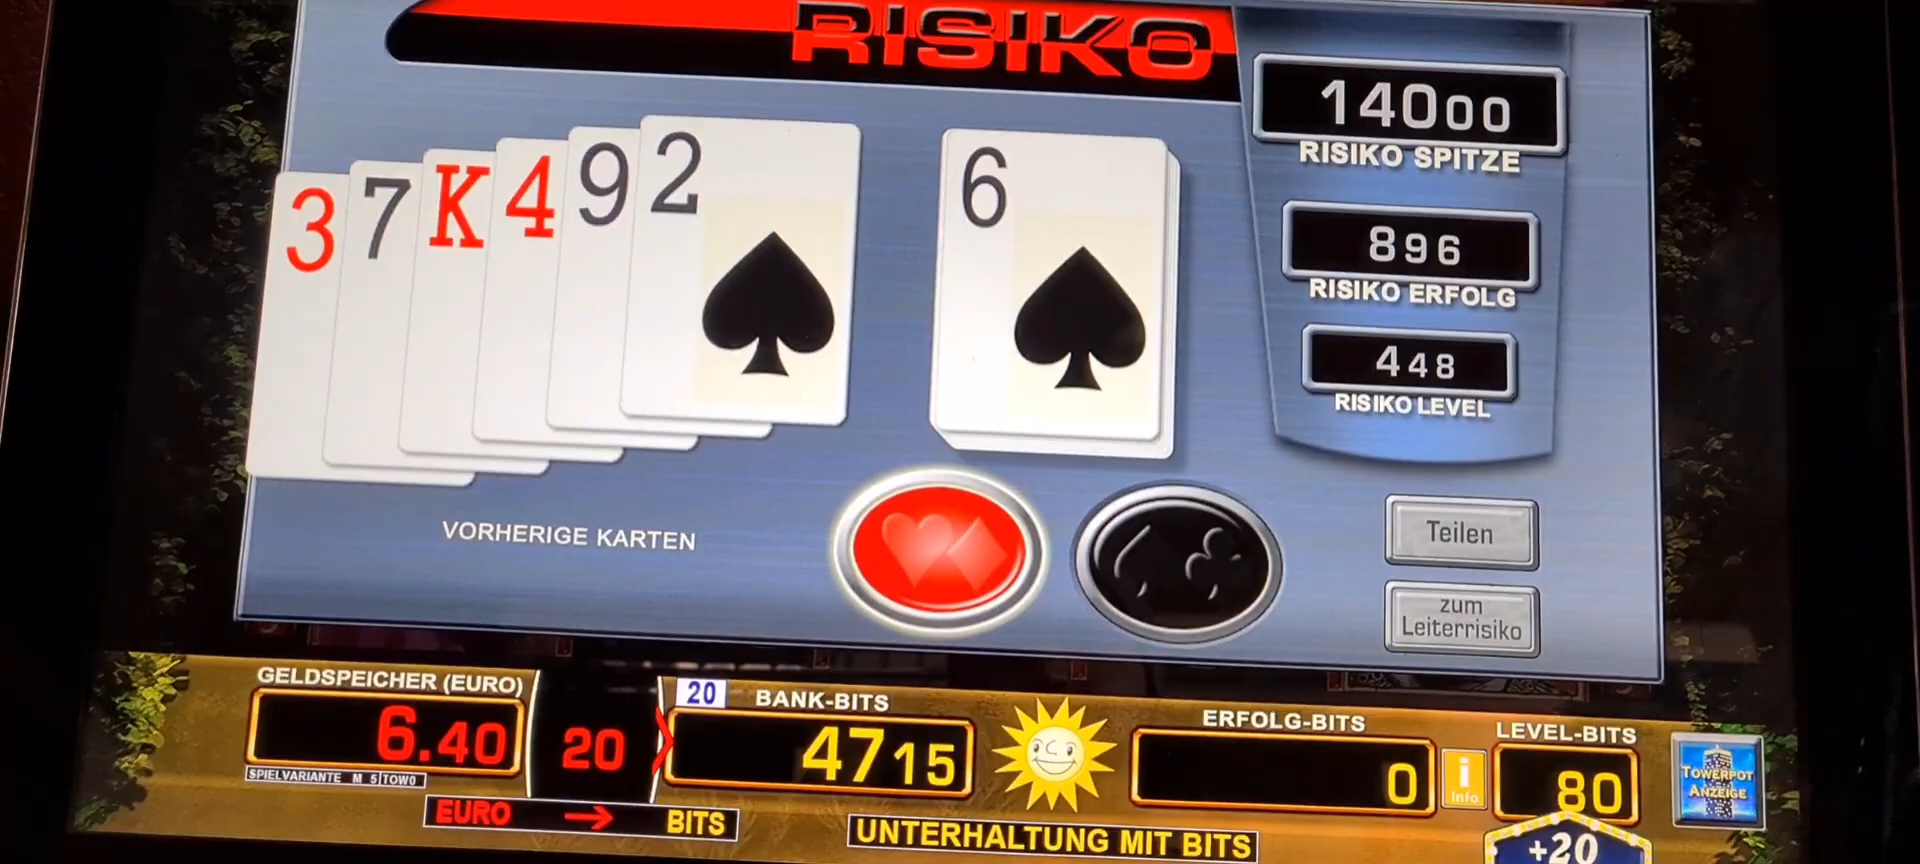 RISIKO
14000
RISIKO SPITZE
3 7 K 4 9 2
6
896
RISIKO ERFOLG
448
RISIKO LEVEL
VORHERIGE KARTEN
Teilen
zum
Leiterrisiko
GELDSPEICHER (EURO)
6.40
SPIELVARIANTE M 5|TOW0
20
EURO → BITS
20
BANK-BITS
4715
UNTERHALTUNG MIT BITS
ERFOLG-BITS
0
i
Info
LEVEL-BITS
80
+20
TOWERPOT
ANZEIGE